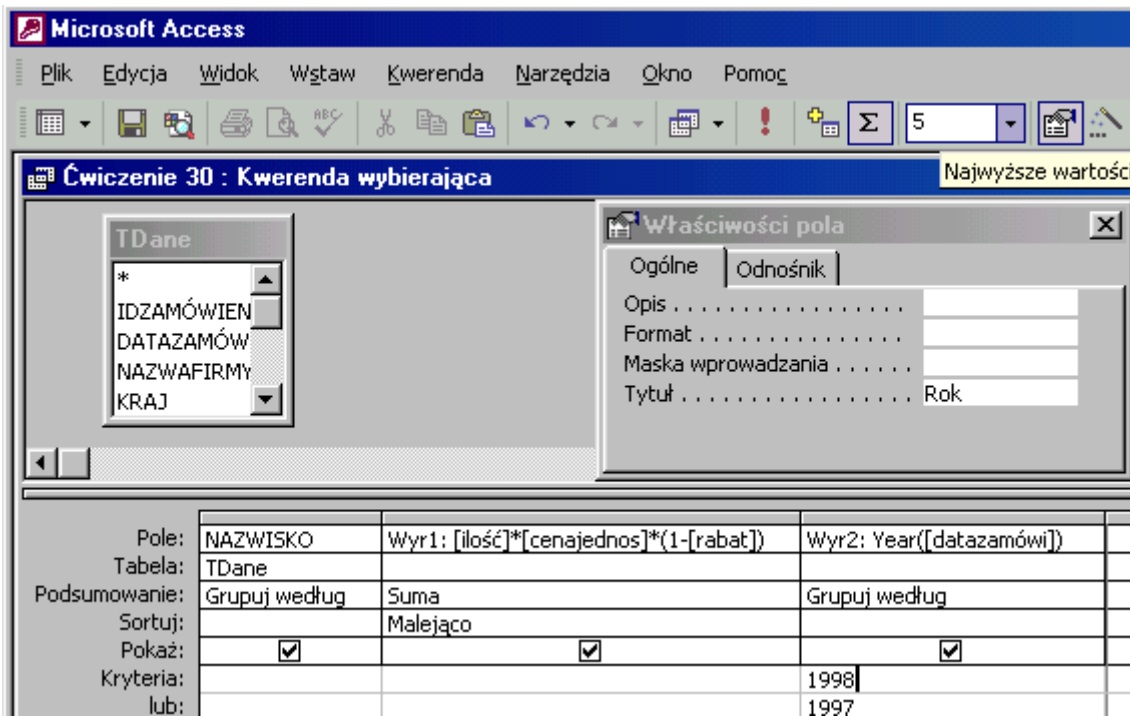 Microsoft Access
Plik Edycja Widok Wstaw Kwerenda Narzędzia Okno Pomoc
ABC Σ 5
Najwyższe wartości
Ćwiczenie 30 : Kwerenda wybierająca
TDane
*
IDZAMÓWIEN
DATAZAMÓW
NAZWAFIRMY
KRAJ
Właściwości pola
Ogólne Odnośnik
Opis . . . . . . . . . . . . . . . . .
Format . . . . . . . . . . . . . . .
Maska wprowadzania . . . . . .
Tytuł . . . . . . . . . . . . . . . . . Rok
Pole: NAZWISKO Wyr1: [ilość]*[cenajednos]*(1-[rabat]) Wyr2: Year([datazamówi])
Tabela: TDane
Podsumowanie: Grupuj według Suma Grupuj według
Sortuj: Malejąco
Pokaż:
Kryteria: 1998
lub: 1997